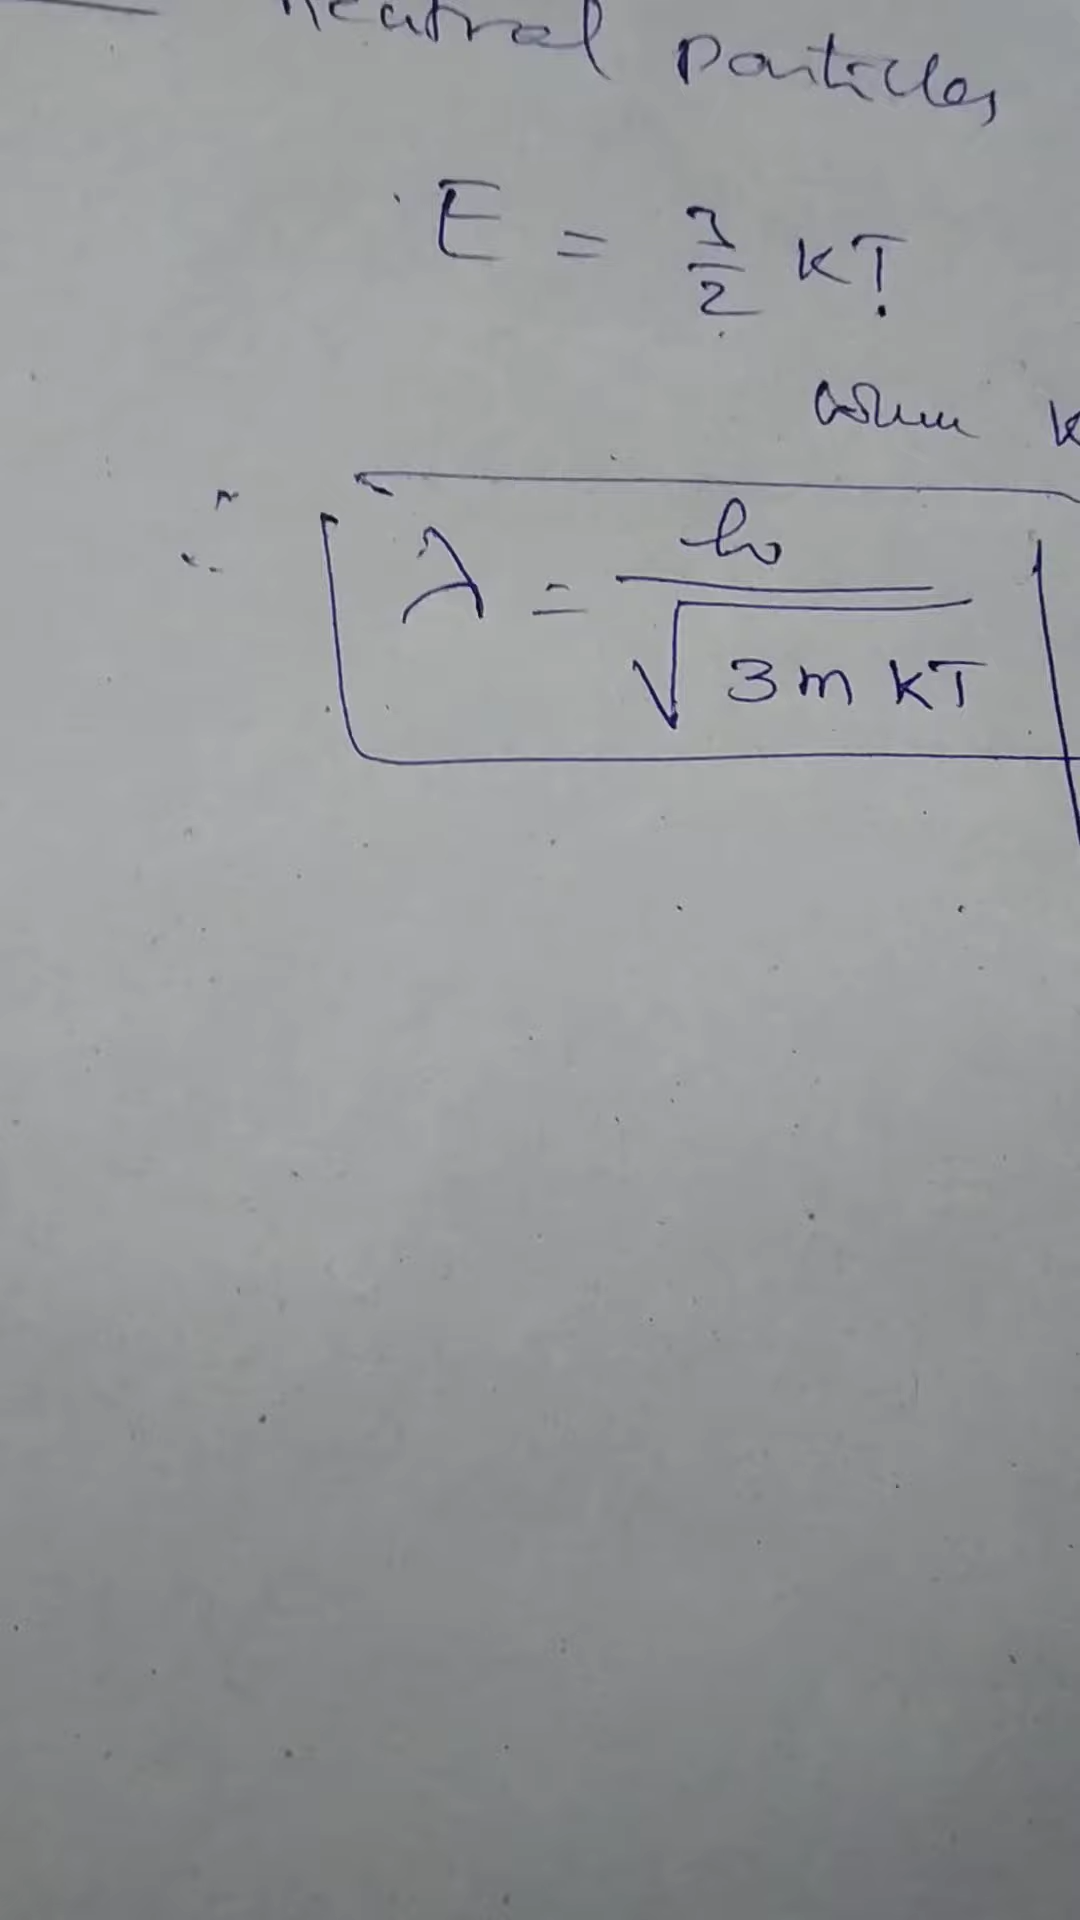 Neutral Particles
E = 3/2 KT
K
∴ λ = h/√(3mKT)